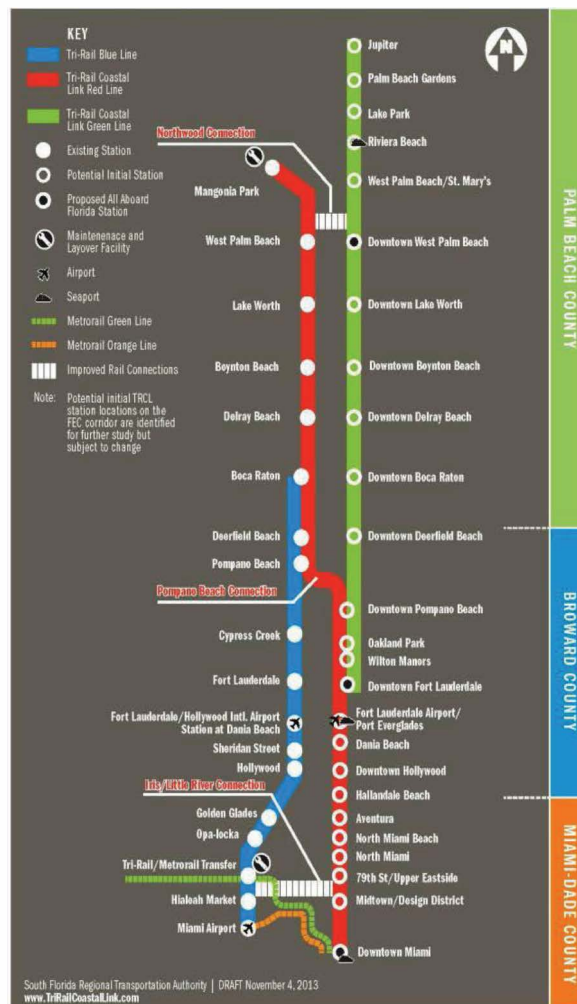 KEY
Tri-Rail Blue Line
Tri-Rail Coastal
Link Red Line
Tri-Rail Coastal
Link Green Line
Existing Station
Potential Initial Station
Proposed All Aboard
Florida Station
Maintenenace and
Layover Facility
Airport
Seaport
Metrorail Green Line
Metrorail Orange Line
Improved Rail Connections
Note:
Potential initial TRCL
station locations on the
FEC corridor are identified
for further study but
subject to change
N
Northwood Connection
Mangonia Park
West Palm Beach
Lake Worth
Boynton Beach
Delray Beach
Boca Raton
Deerfield Beach
Pompano Beach
Pompano Beach Connection
Cypress Creek
Fort Lauderdale
Fort Lauderdale/Hollywood Intl. Airport
Station at Dania Beach
Sheridan Street
Hollywood
Iris/Little River Connection
Golden Glades
Opa-locka
Tri-Rail/Metrorail Transfer
Hialeah Market
Miami Airport
Jupiter
Palm Beach Gardens
Lake Park
Riviera Beach
West Palm Beach/St. Mary's
Downtown West Palm Beach
Downtown Lake Worth
Downtown Boynton Beach
Downtown Delray Beach
Downtown Boca Raton
Downtown Deerfield Beach
Downtown Pompano Beach
Oakland Park
Wilton Manors
Downtown Fort Lauderdale
Fort Lauderdale Airport/
Port Everglades
Dania Beach
Downtown Hollywood
Hallandale Beach
Aventura
North Miami Beach
North Miami
79th St/Upper Eastside
Midtown/Design District
Downtown Miami
PALM BEACH COUNTY
BROWARD COUNTY
MIAMI-DADE COUNTY
South Florida Regional Transportation Authority | DRAFT November 4, 2013
www.TriRailCoastalLink.com